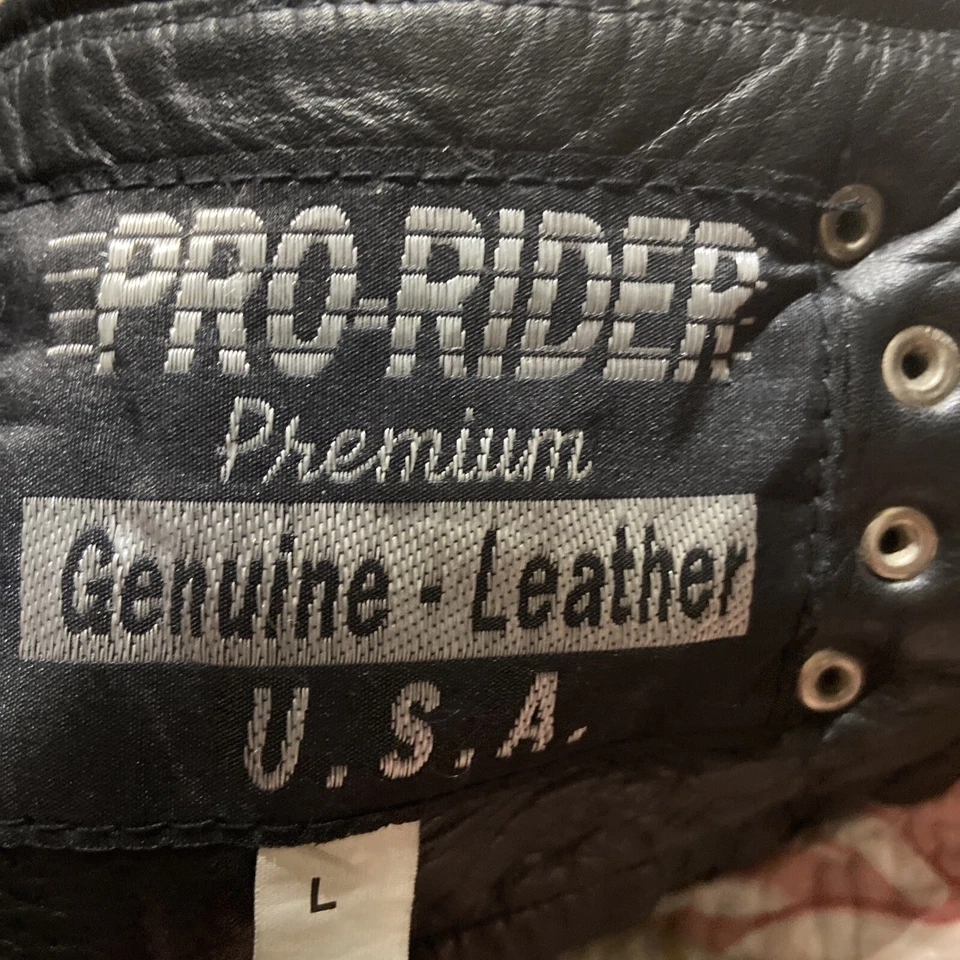 PRO-RIDER
Premium
Genuine - Leather
U.S.A.
L